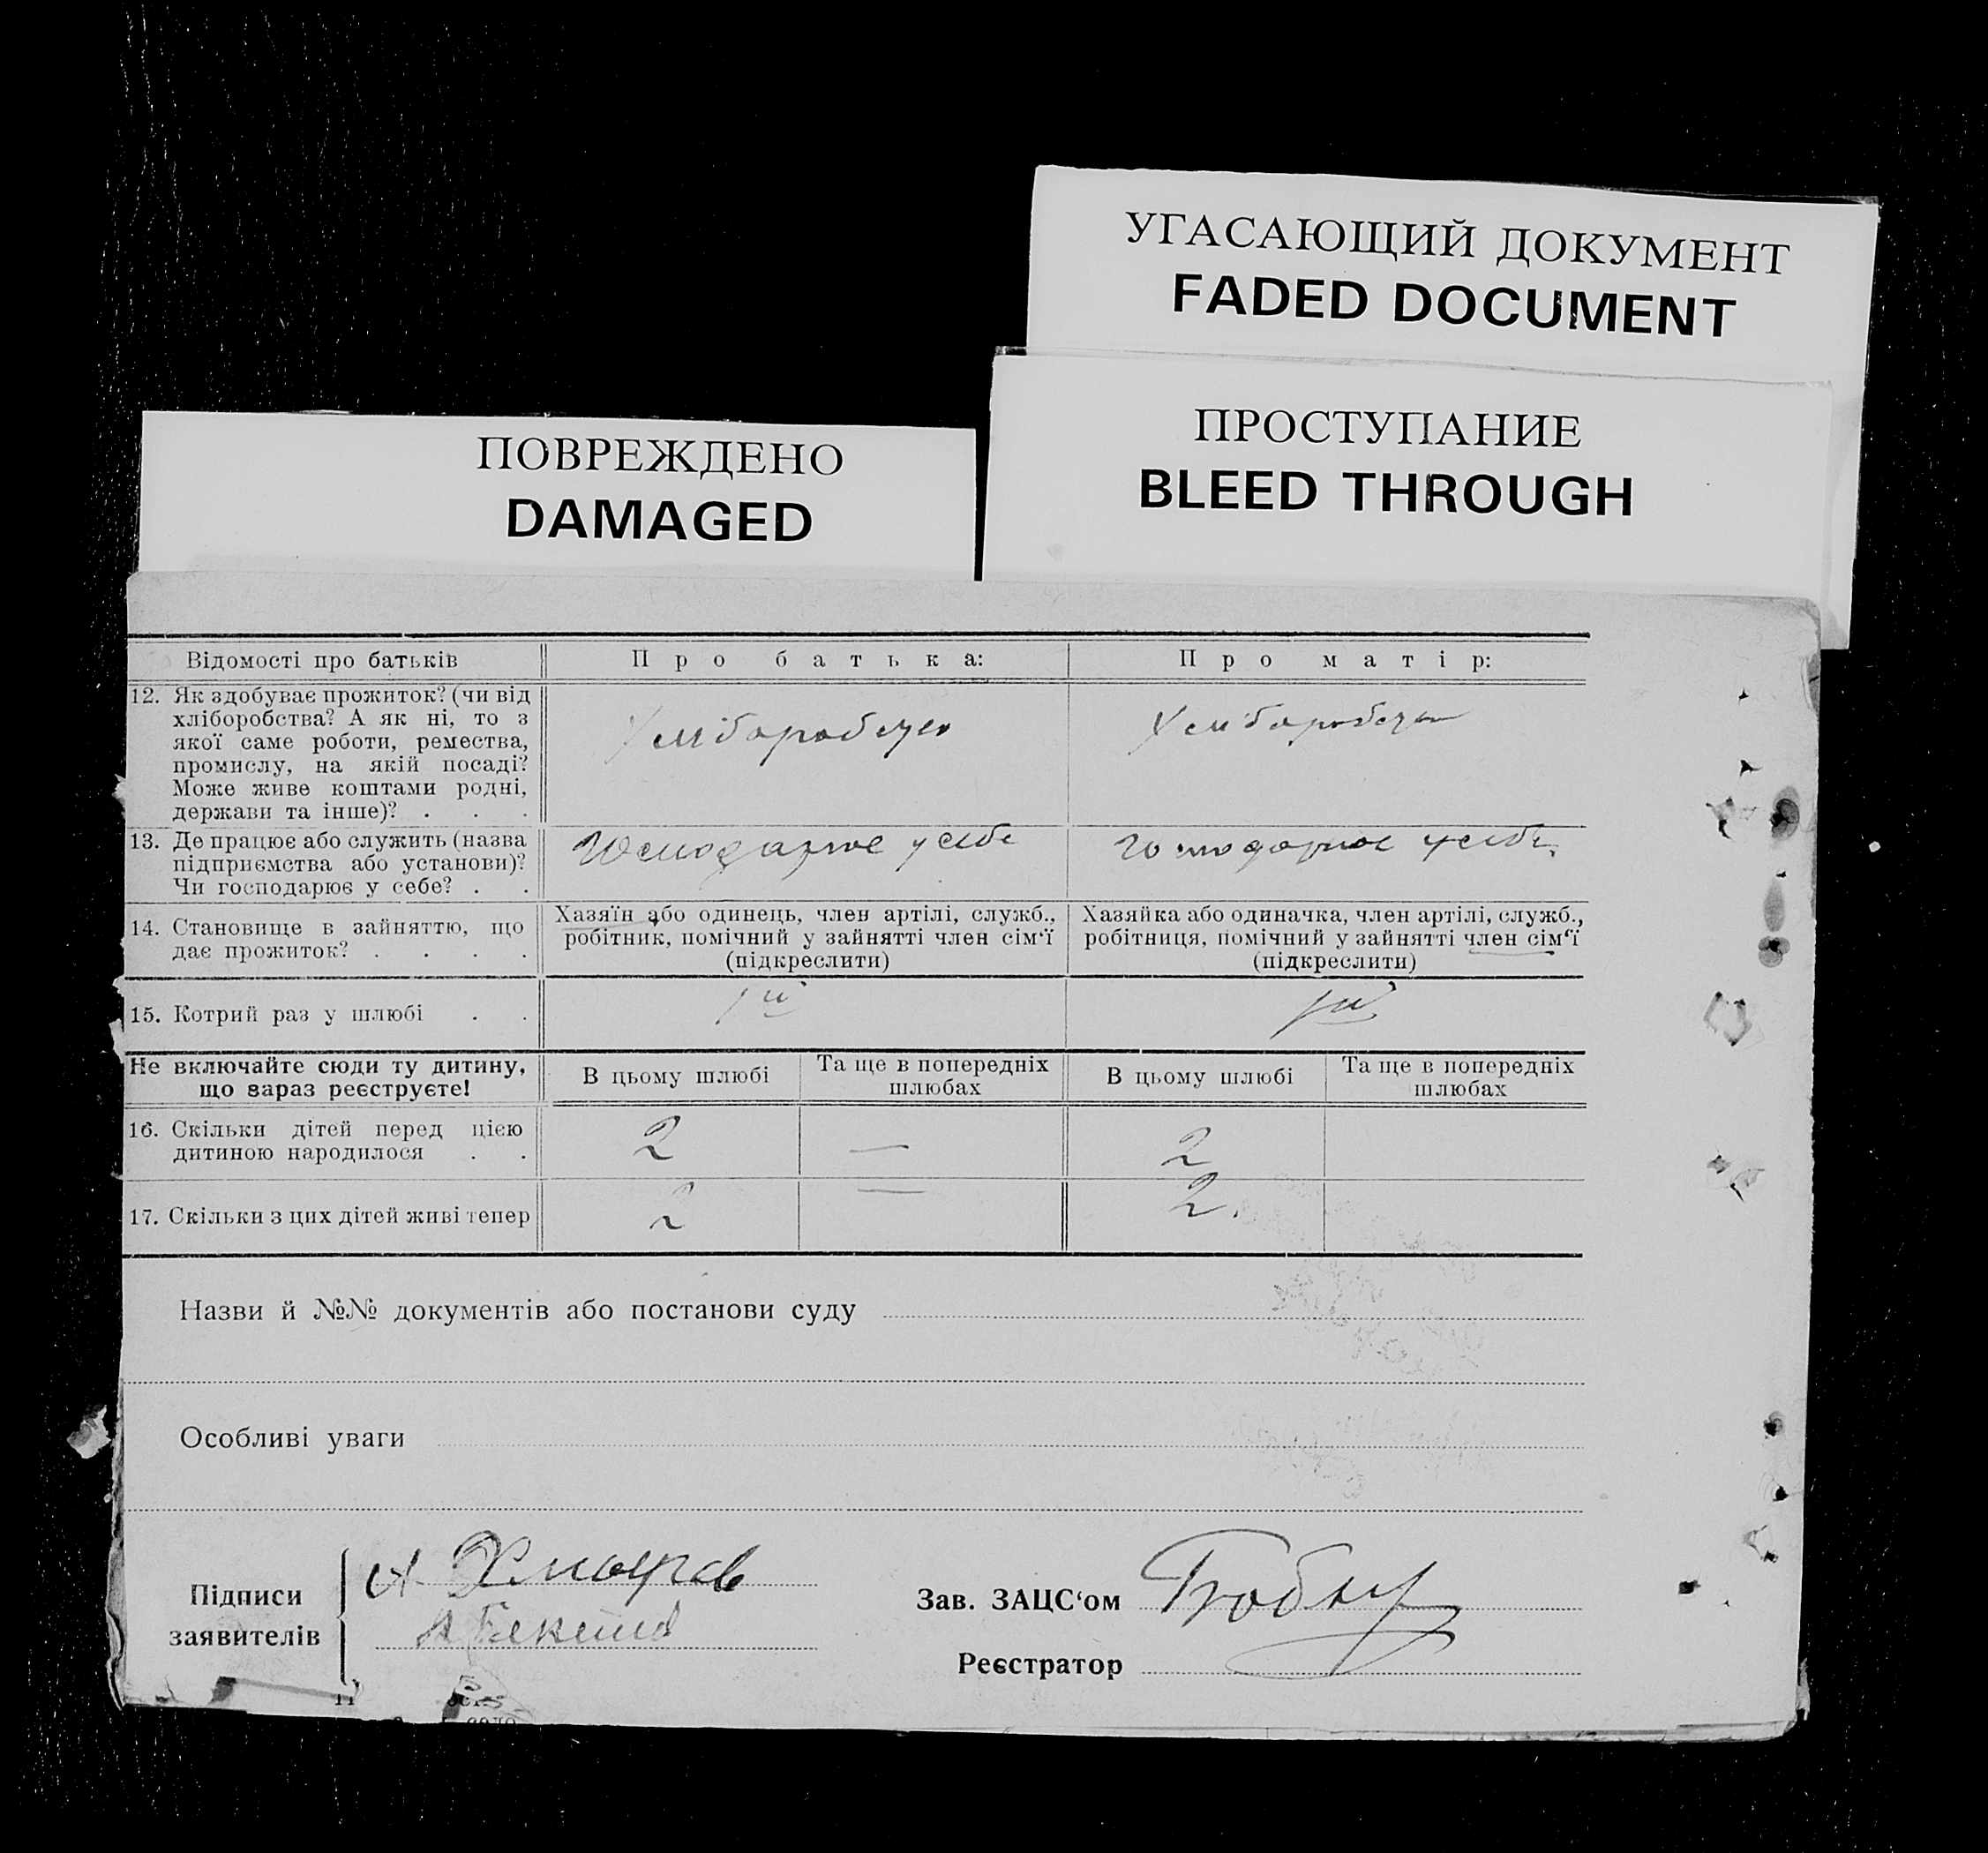 УГАСАЮЩИЙ ДОКУМЕНТ
FADED DOCUMENT
ПРОСТУПАНИЕ
BLEED THROUGH
ПОВРЕЖДЕНО
DAMAGED
Відомості про батьків
Про батька:
Про матір:
12. Як здобуває прожиток? (чи від
хліборобства? А як ні, то з
якої саме роботи, ремества,
промислу, на якій посаді?
Може живе коштами родні,
держави та інше)? . . .
13. Де працює або служить (назва
підприємства або установи)?
Чи господарює у себе? . .
14. Становище в зайняттю, що
дає прожиток? . . . .
Хазяїн або одинець, член артілі, служб.,
робітник, помічний у зайнятті член сім'ї
(підкреслити)
Хазяйка або одиначка, член артілі, служб.,
робітниця, помічний у зайнятті член сім'ї
(підкреслити)
15. Котрий раз у шлюбі . .
1й
1й
Не включайте сюди ту дитину,
що зараз реєструєте!
В цьому шлюбі
Та ще в попередніх
шлюбах
В цьому шлюбі
Та ще в попередніх
шлюбах
16. Скільки дітей перед цією
дитиною народилося . .
2 — 2
17. Скільки з цих дітей живі тепер
2 — 2.
Назви й №№ документів або постанови суду
Особливі уваги
Підписи
заявителів
Зав. ЗАЦС'ом
Реєстратор